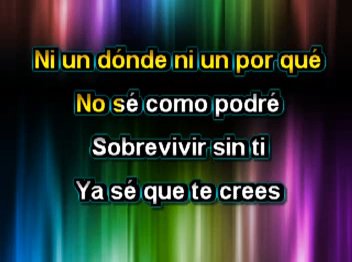 Ni un dónde ni un por qué
No sé como podré
Sobrevivir sin ti
Ya sé que te crees